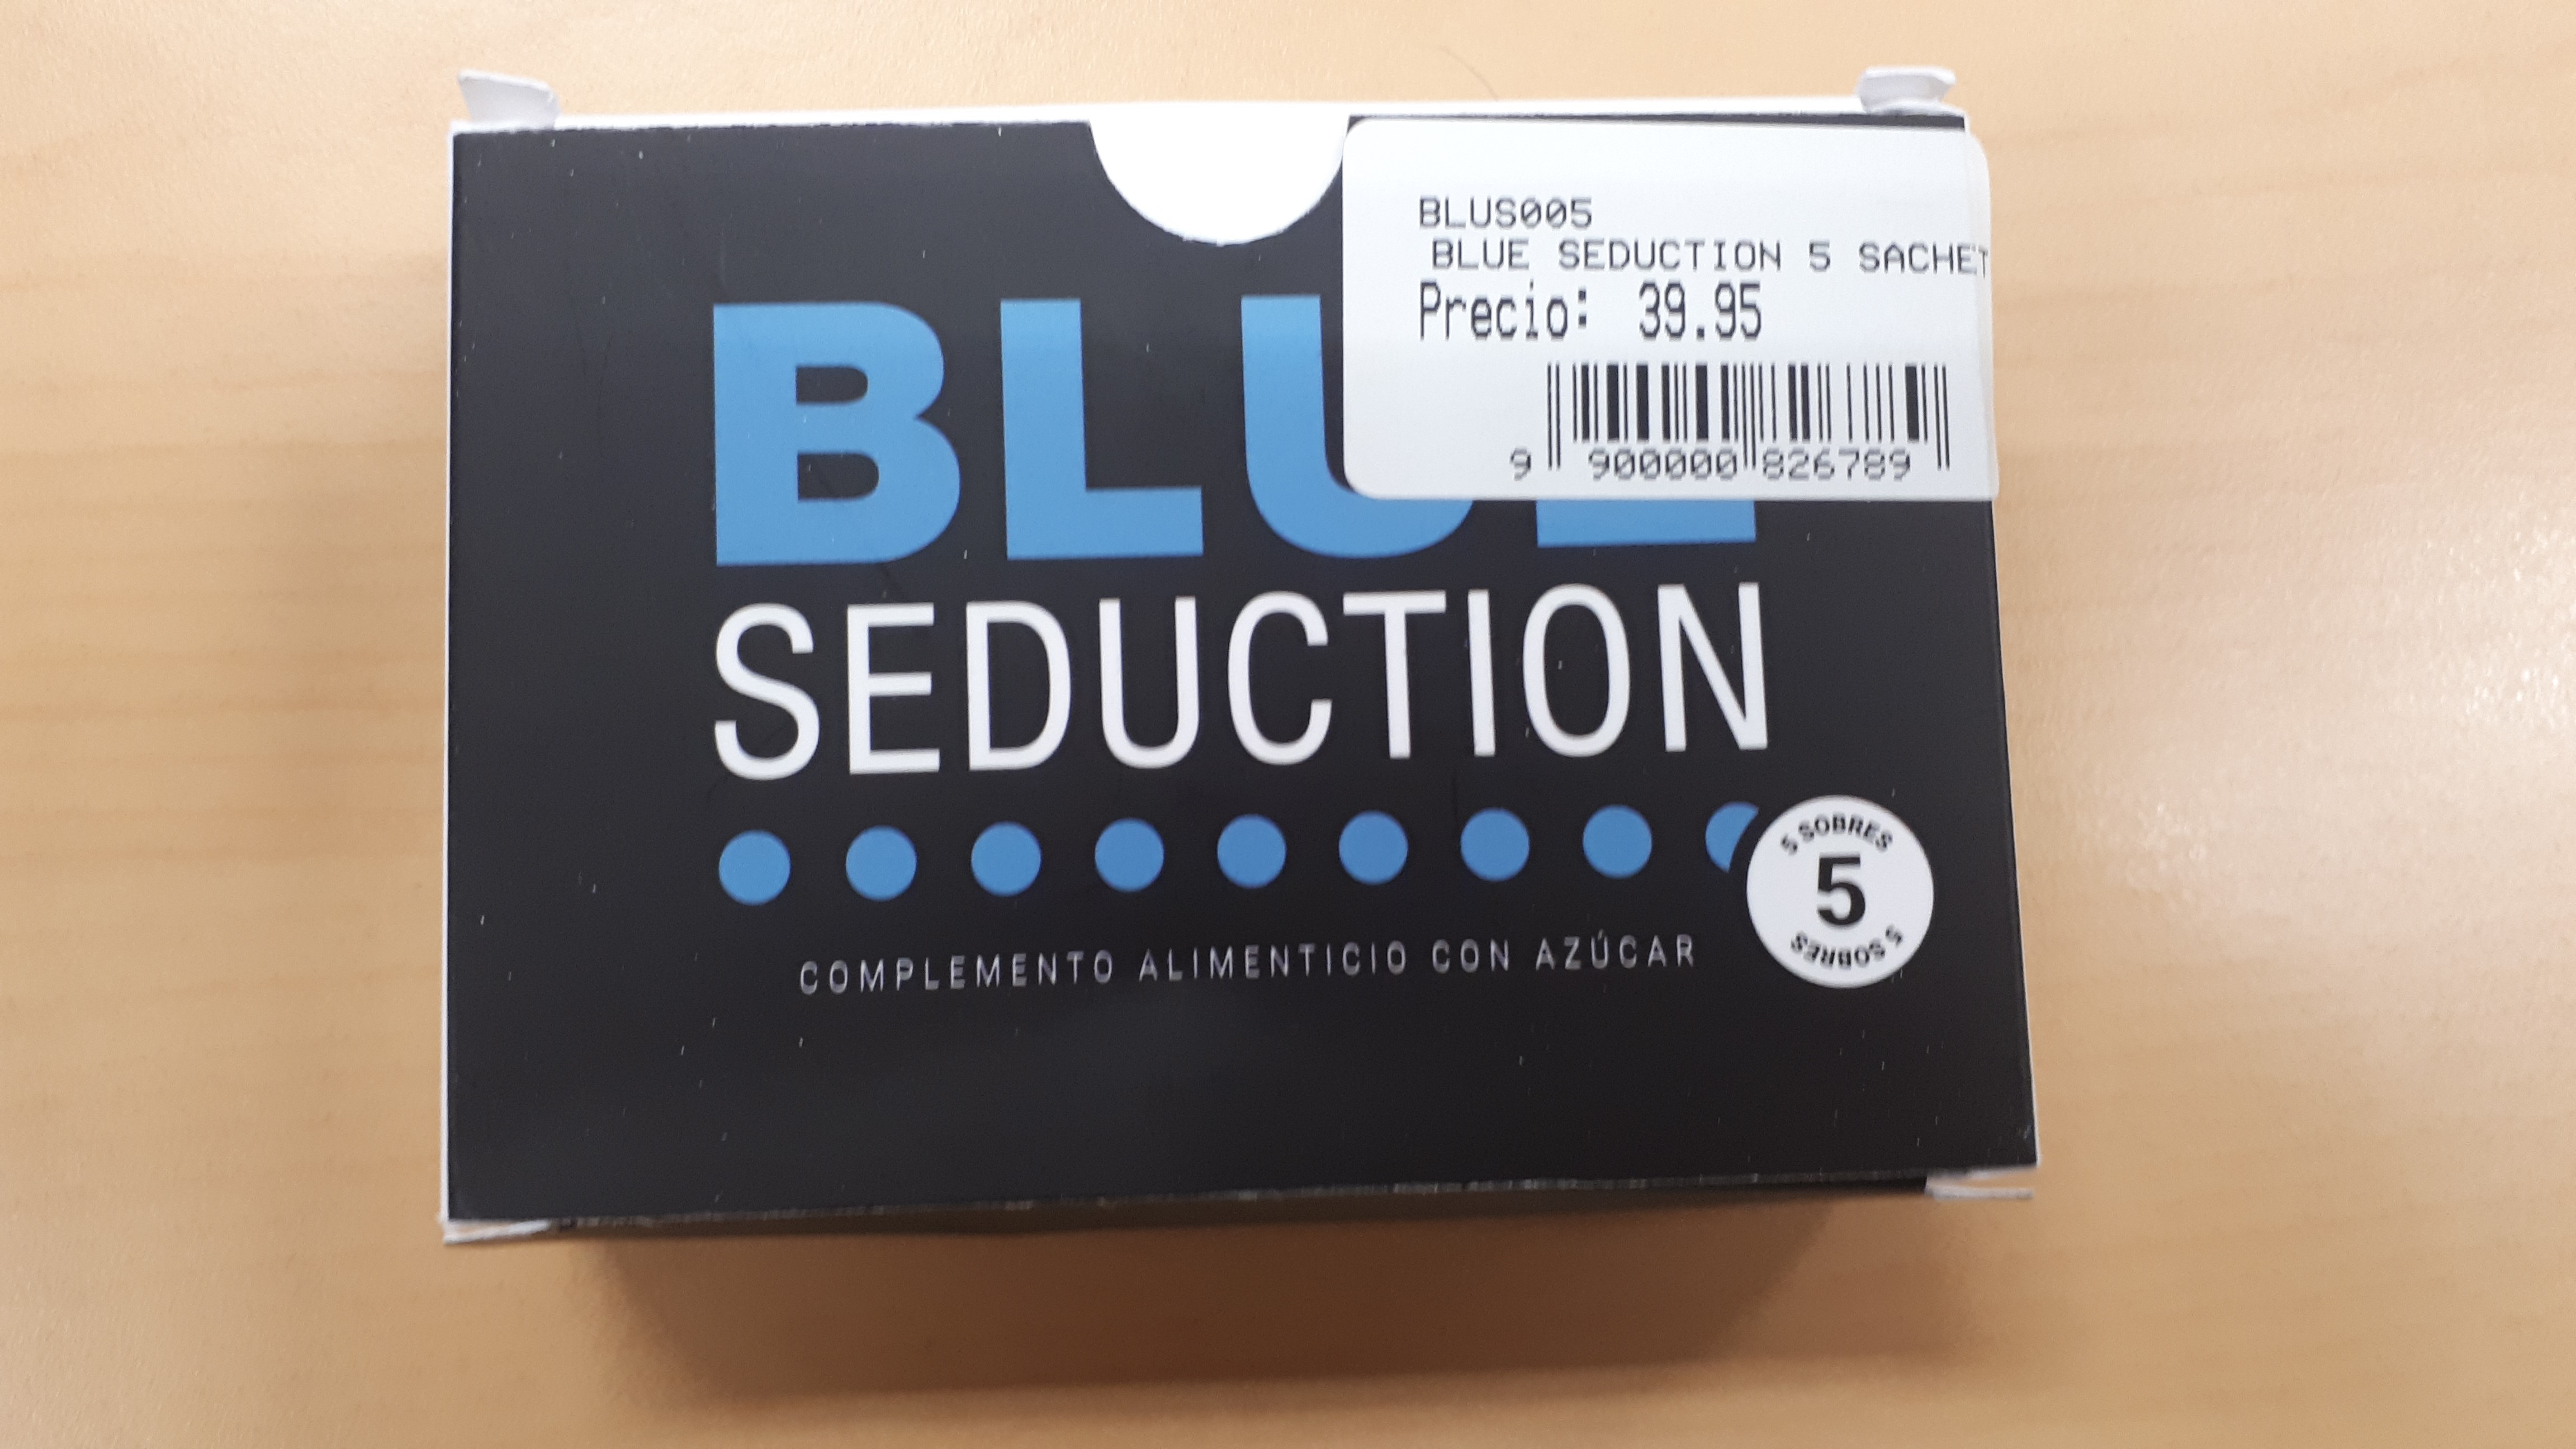 BLUS005
BLUE SEDUCTION 5 SACHET
Precio: 39.95
9 900000 826789
BLUE
SEDUCTION
5 SOBRES
5
5 SOBRES
COMPLEMENTO ALIMENTICIO CON AZÚCAR